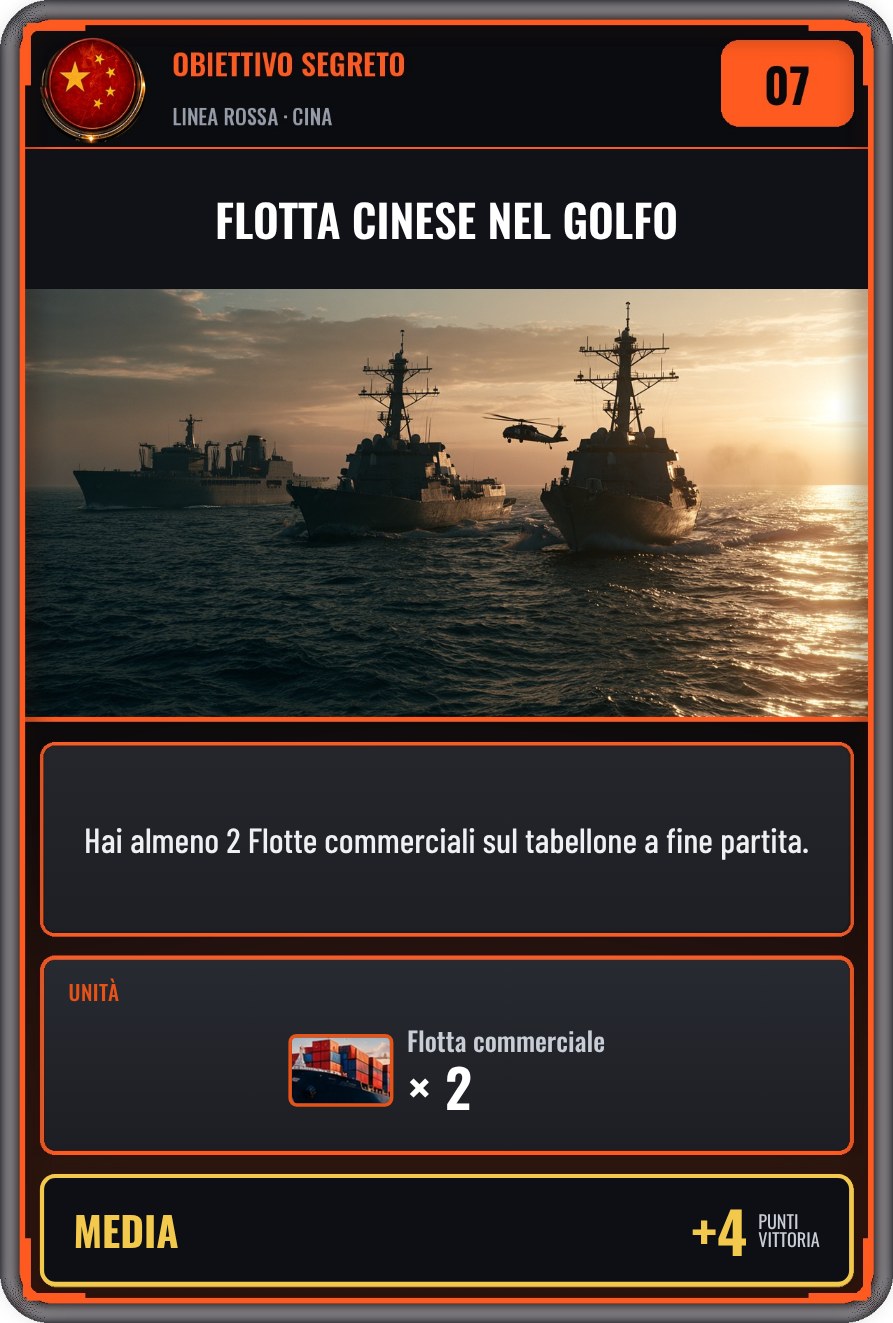 OBIETTIVO SEGRETO
LINEA ROSSA · CINA
07
FLOTTA CINESE NEL GOLFO
Hai almeno 2 Flotte commerciali sul tabellone a fine partita.
UNITÀ
Flotta commerciale
× 2
MEDIA
+4 PUNTI
VITTORIA